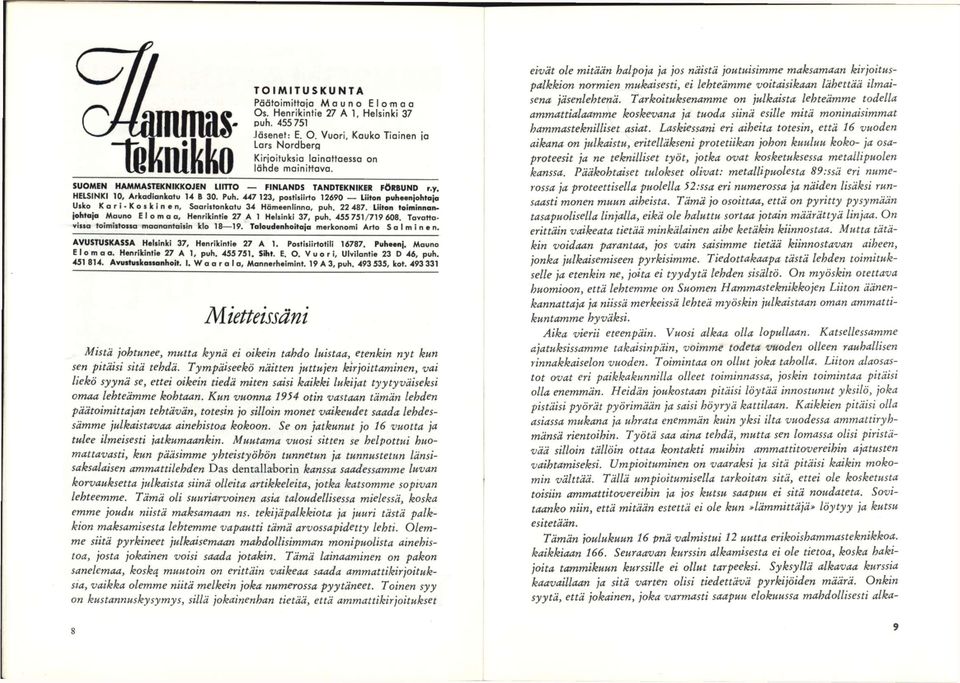 Hammas-
tekniikko
TOIMITUSKUNTA
Päätoimittaja Mauno Elomaa
Os. Henrikintie 27 A 1, Helsinki 37
puh. 455 751
Jäsenet: E. O. Vuori, Kauko Tiainen ja
Lars Nordberg
Kirjoituksia lainattaessa on
lähde mainittava.
SUOMEN HAMMASTEKNIKKOJEN LIITTO — FINLANDS TANDTEKNIKER FÖRBUND r.y.
HELSINKI 10, Arkadiankatu 14 B 30. Puh. 447 123, postisiirto 12690 — Liiton puheenjohtaja
Usko Kari-Koskinen, Saaristonkatu 34 Hämeenlinna, puh. 22 487. Liiton toiminnan-
johtaja Mauno Elomaa, Henrikintie 27 A 1 Helsinki 37, puh. 455 751/719 608. Tavatta-
vissa toimistossa maanantaisin klo 18—19. Taloudenhoitaja merkonomi Arto Salminen.
AVUSTUSKASSA Helsinki 37, Henrikintie 27 A 1. Postisiirtotili 16787. Puheenj. Mauno
Elomaa, Henrikintie 27 A 1, puh. 455 751, Siht. E. O. Vuori, Ulvilantie 23 D 46, puh.
451 814. Avustuskassanhoit. I. Waarala, Mannerheimint. 19 A 3, puh. 493 535, kot. 493 331
Mietteissäni
Mistä johtunee, mutta kynä ei oikein tahdo luistaa, etenkin nyt kun
sen pitäisi sitä tehdä. Tympäiseekö näitten juttujen kirjoittaminen, vai
liekö syynä se, ettei oikein tiedä miten saisi kaikki lukijat tyytyväiseksi
omaa lehteämme kohtaan. Kun vuonna 1954 otin vastaan tämän lehden
päätoimittajan tehtävän, totesin jo silloin monet vaikeudet saada lehdes-
sämme julkaistavaa ainehistoa kokoon. Se on jatkunut jo 16 vuotta ja
tulee ilmeisesti jatkumaankin. Muutama vuosi sitten se helpottui huo-
mattavasti, kun pääsimme yhteistyöhön tunnetun ja tunnustetun länsi-
saksalaisen ammattilehden Das dentallaborin kanssa saadessamme luvan
korvauksetta julkaista siinä olleita artikkeleita, jotka katsomme sopivan
lehteemme. Tämä oli suuriarvoinen asia taloudellisessa mielessä, koska
emme joudu niistä maksamaan ns. tekijäpalkkiota ja juuri tästä palk-
kion maksamisesta lehtemme vapautti tämä arvossapidetty lehti. Olem-
me siitä pyrkineet julkaisemaan mahdollisimman monipuolista ainehis-
toa, josta jokainen voisi saada jotakin. Tämä lainaaminen on pakon
sanelemaa, koska muutoin on erittäin vaikeaa saada ammattikirjoituk-
sia, vaikka olemme niitä melkein joka numerossa pyytäneet. Toinen syy
on kustannuskysymys, sillä jokainenhan tietää, että ammattikirjoitukset
8
eivät ole mitään halpoja ja jos näistä joutuisimme maksamaan kirjoitus-
palkkion normien mukaisesti, ei lehteämme voitaisikaan lähettää ilmai-
sena jäsenlehtenä. Tarkoituksenamme on julkaista lehteämme todella
ammattialaamme koskevana ja tuoda siinä esille mitä moninaisimmat
hammasteknilliset asiat. Laskiessani eri aiheita totesin, että 16 vuoden
aikana on julkaistu, eritelläkseni protetiikan johon kuuluu koko- ja osa-
proteesit ja ne teknilliset työt, jotka ovat kosketuksessa metallipuolen
kanssa. Pääkohtaiset tulokset olivat: metallipuolesta 89:ssä eri nume-
rossa ja proteettisella puolella 52:ssa eri numerossa ja näiden lisäksi run-
saasti monen muun aiheista. Tämä jo osoittaa, että on pyritty pysymään
tasapuolisella linjalla, eikä ole haluttu sortaa jotain määrättyä linjaa. On
erittäin vaikeata tietää minkälainen aihe ketäkin kiinnostaa. Mutta tätä-
kin voidaan parantaa, jos vain saisimme tietää kiinnostavan aiheen,
jonka julkaisemiseen pyrkisimme. Tiedottakaapa tästä lehden toimituk-
selle ja etenkin ne, joita ei tyydytä lehden sisältö. On myöskin otettava
huomioon, että lehtemme on Suomen Hammasteknikkojen Liiton äänen-
kannattaja ja niissä merkeissä lehteä myöskin julkaistaan oman ammatti-
kuntamme hyväksi.
Aika vierii eteenpäin. Vuosi alkaa olla lopullaan. Katsellessamme
ajatuksissamme takaisinpäin, voimme todeta vuoden olleen rauhallisen
rinnakkaiselon vuoden. Toimintaa on ollut joka taholla. Liiton alaosas-
tot ovat eri paikkakunnilla olleet toiminnassa, joskin toimintaa pitäisi
olla enemmän. Heidän joukostaan pitäisi löytyä innostunut yksilö, joka
pistäisi pyörät pyörimään ja saisi höyryä kattilaan. Kaikkien pitäisi olla
asiassa mukana ja uhrata enemmän kuin yksi ilta vuodessa ammattiryh-
mänsä rientoihin. Työtä saa aina tehdä, mutta sen lomassa olisi piristä-
vää silloin tällöin ottaa kontakti muihin ammattitovereihin ajatusten
vaihtamiseksi. Umpioituminen on vaaraksi ja sitä pitäisi kaikin moko-
min välttää. Tällä umpioitumisella tarkoitan sitä, ettei ole kosketusta
toisiin ammattitovereihin ja jos kutsu saapuu ei sitä noudateta. Sovi-
taanko niin, että mitään estettä ei ole kun »lämmittäjä» löytyy ja kutsu
esitetään.
Tämän joulukuun 16 pnä valmistui 12 uutta erikoishammasteknikkoa,
kaikkiaan 166. Seuraavan kurssin alkamisesta ei ole tietoa, koska haki-
joita tammikuun kurssille ei ollut tarpeeksi. Syksyllä alkavaa kurssia
kaavaillaan ja sitä varten olisi tiedettävä pyrkijöiden määrä. Onkin
syytä, että jokainen, joka varmasti saapuu elokuussa mahdollisesti alka-
9